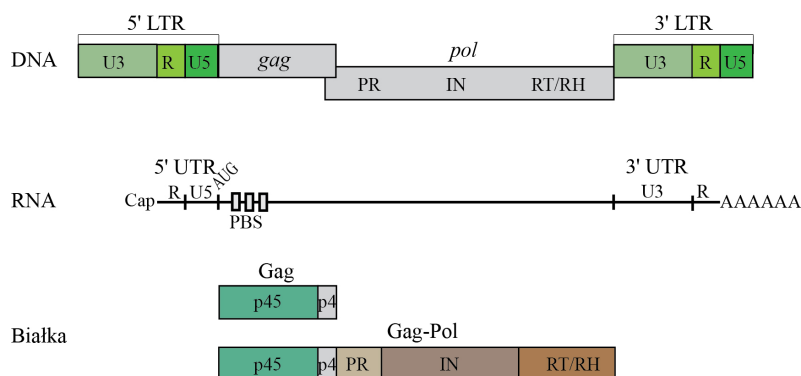 5' LTR 3' LTR
DNA U3 R U5 gag pol U3 R U5
PR IN RT/RH
5' UTR 3' UTR
RNA Cap R U5 AUG U3 R AAAAAA
PBS
Gag
p45 p4
Białka Gag-Pol
p45 p4 PR IN RT/RH